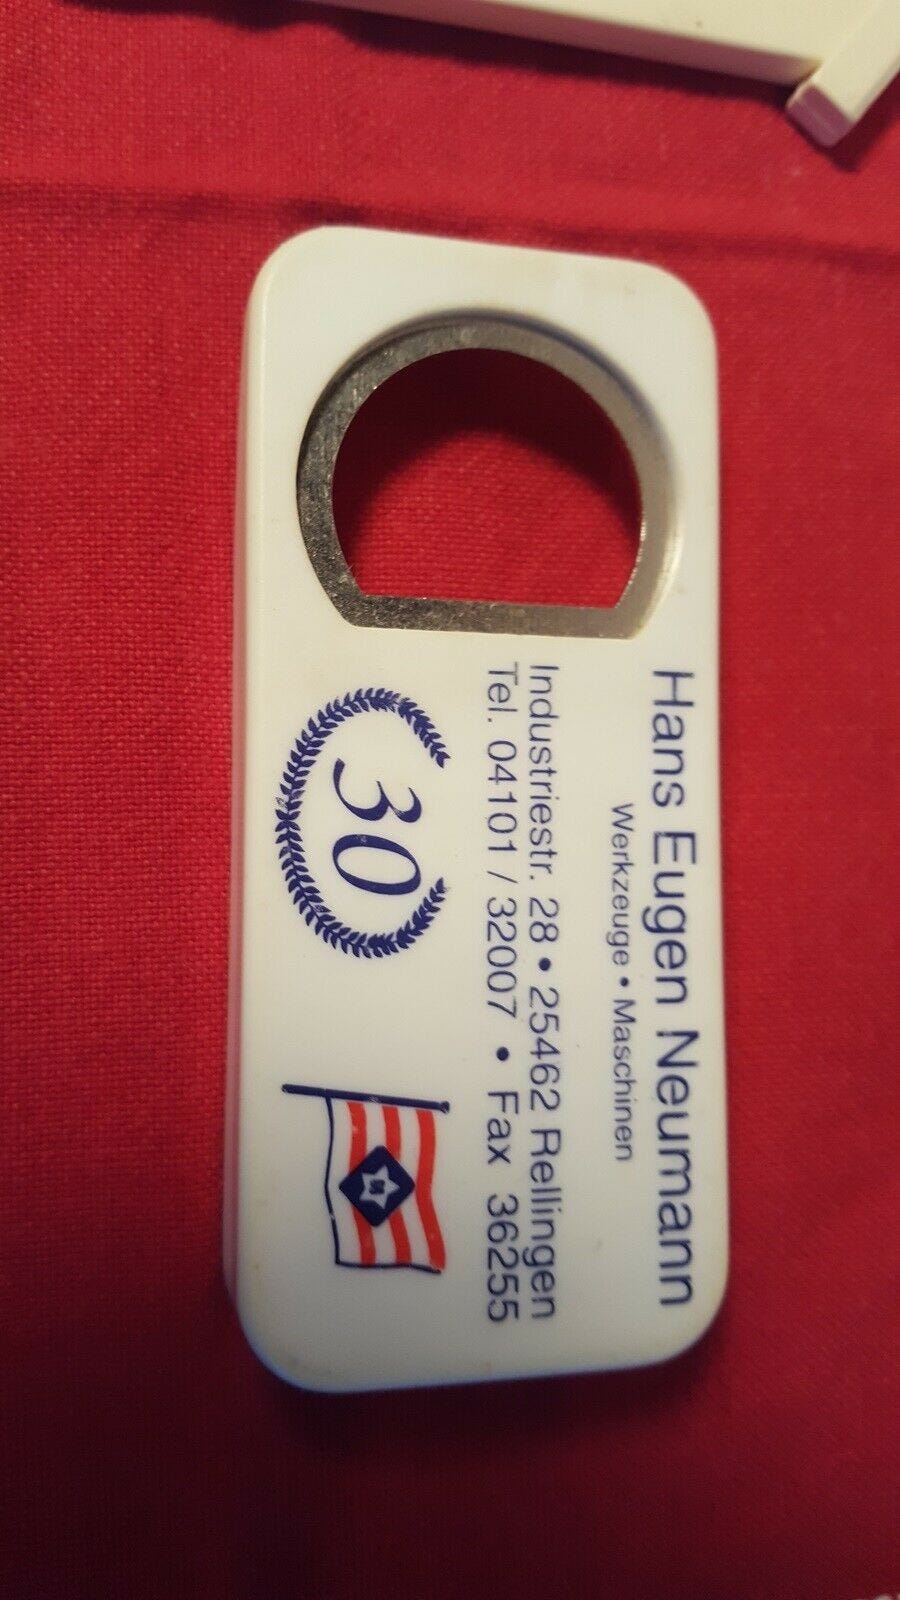 Hans Eugen Neumann
Werkzeuge • Maschinen
Industriestr. 28 • 25462 Rellingen
Tel. 04101 / 32007 • Fax 36255
30